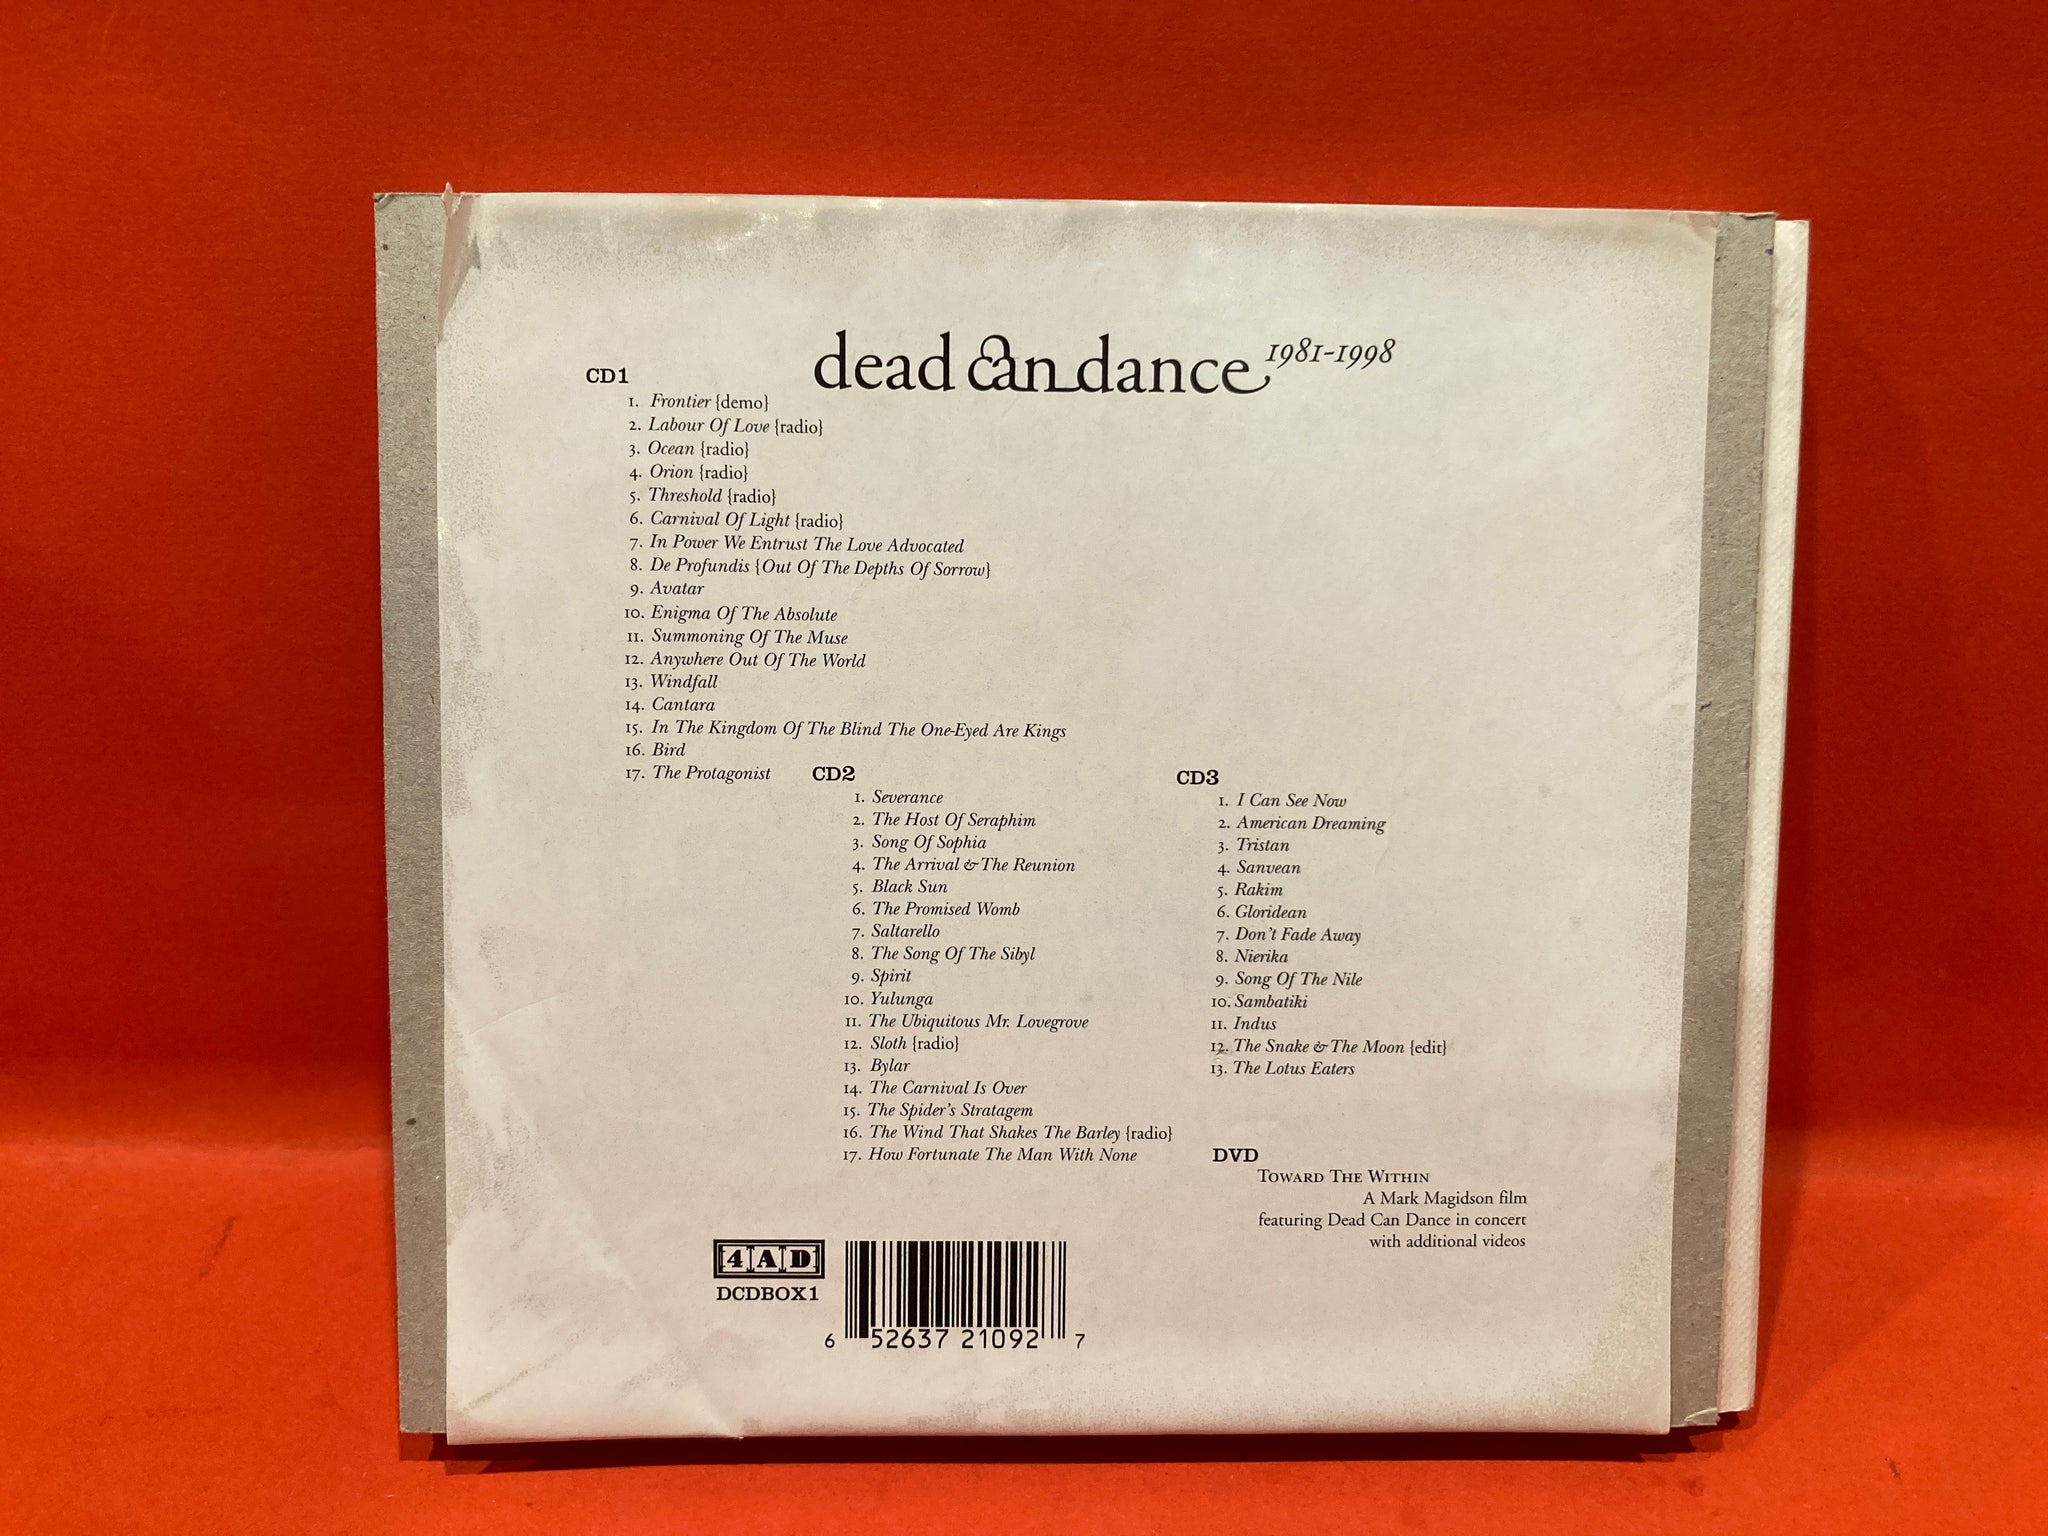 dead can dance 1981-1998
CD1
1. Frontier {demo}
2. Labour Of Love {radio}
3. Ocean {radio}
4. Orion {radio}
5. Threshold {radio}
6. Carnival Of Light {radio}
7. In Power We Entrust The Love Advocated
8. De Profundis {Out Of The Depths Of Sorrow}
9. Avatar
10. Enigma Of The Absolute
11. Summoning Of The Muse
12. Anywhere Out Of The World
13. Windfall
14. Cantara
15. In The Kingdom Of The Blind The One-Eyed Are Kings
16. Bird
17. The Protagonist
CD2
1. Severance
2. The Host Of Seraphim
3. Song Of Sophia
4. The Arrival & The Reunion
5. Black Sun
6. The Promised Womb
7. Saltarello
8. The Song Of The Sibyl
9. Spirit
10. Yulunga
11. The Ubiquitous Mr. Lovegrove
12. Sloth {radio}
13. Bylar
14. The Carnival Is Over
15. The Spider's Stratagem
16. The Wind That Shakes The Barley {radio}
17. How Fortunate The Man With None
CD3
1. I Can See Now
2. American Dreaming
3. Tristan
4. Sanvean
5. Rakim
6. Gloridean
7. Don't Fade Away
8. Nierika
9. Song Of The Nile
10. Sambatiki
11. Indus
12. The Snake & The Moon {edit}
13. The Lotus Eaters
DVD
Toward The Within
A Mark Magidson film
featuring Dead Can Dance in concert
with additional videos
4AD
DCDBOX1
6 52637 21092 7